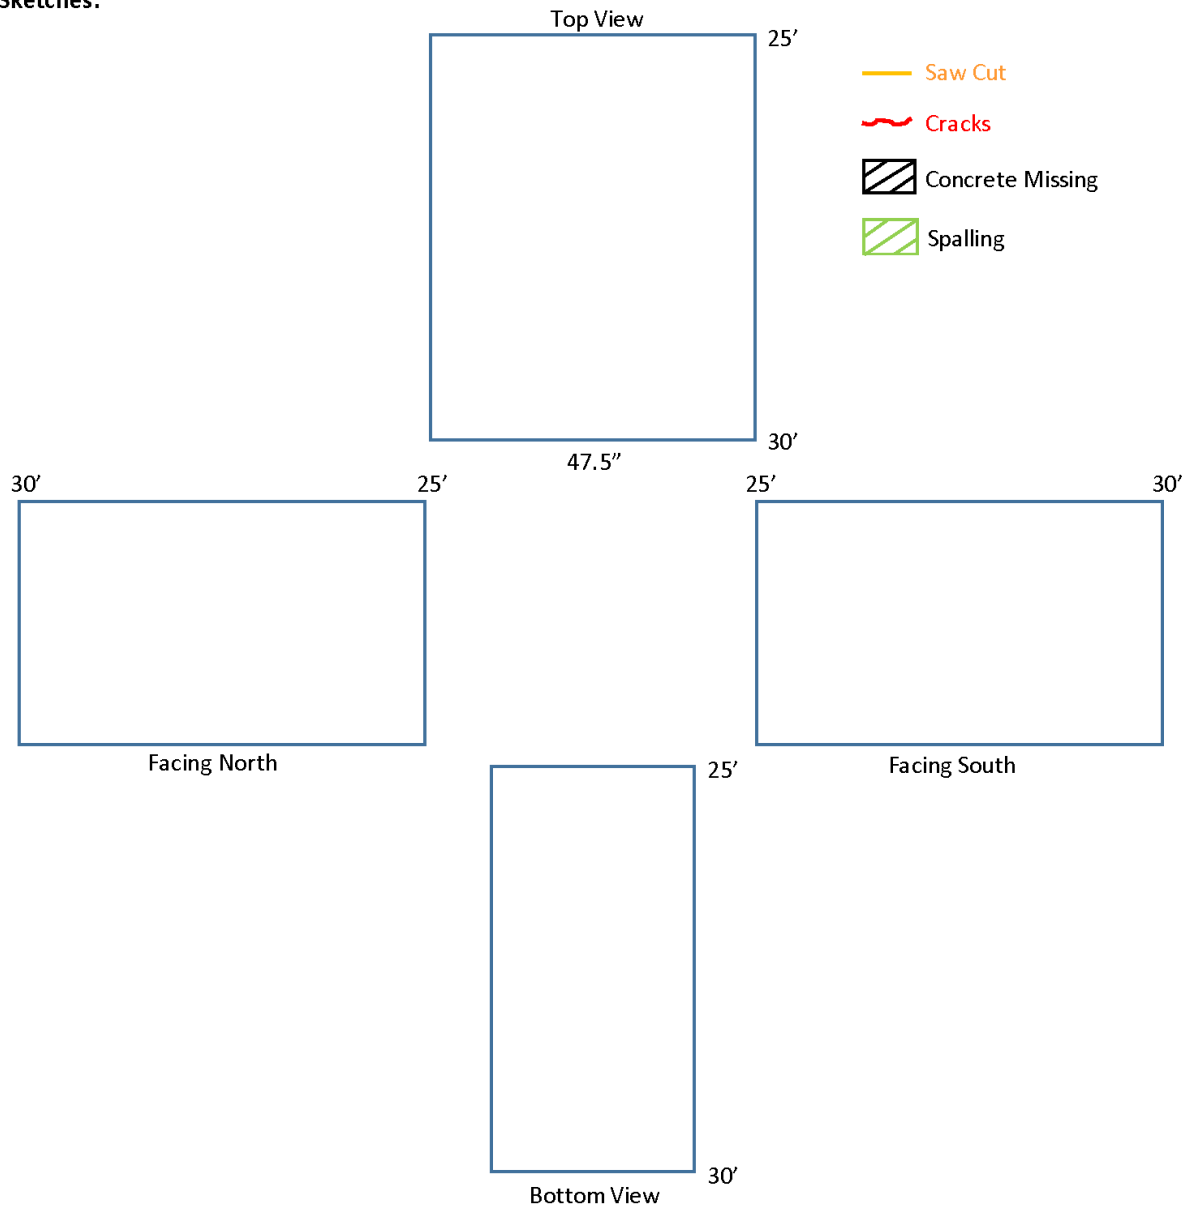 Sketches:
Top View
25’
Saw Cut
Cracks
Concrete Missing
Spalling
30’
47.5”
30’
25’
25’
30’
Facing North
Facing South
25’
30’
Bottom View